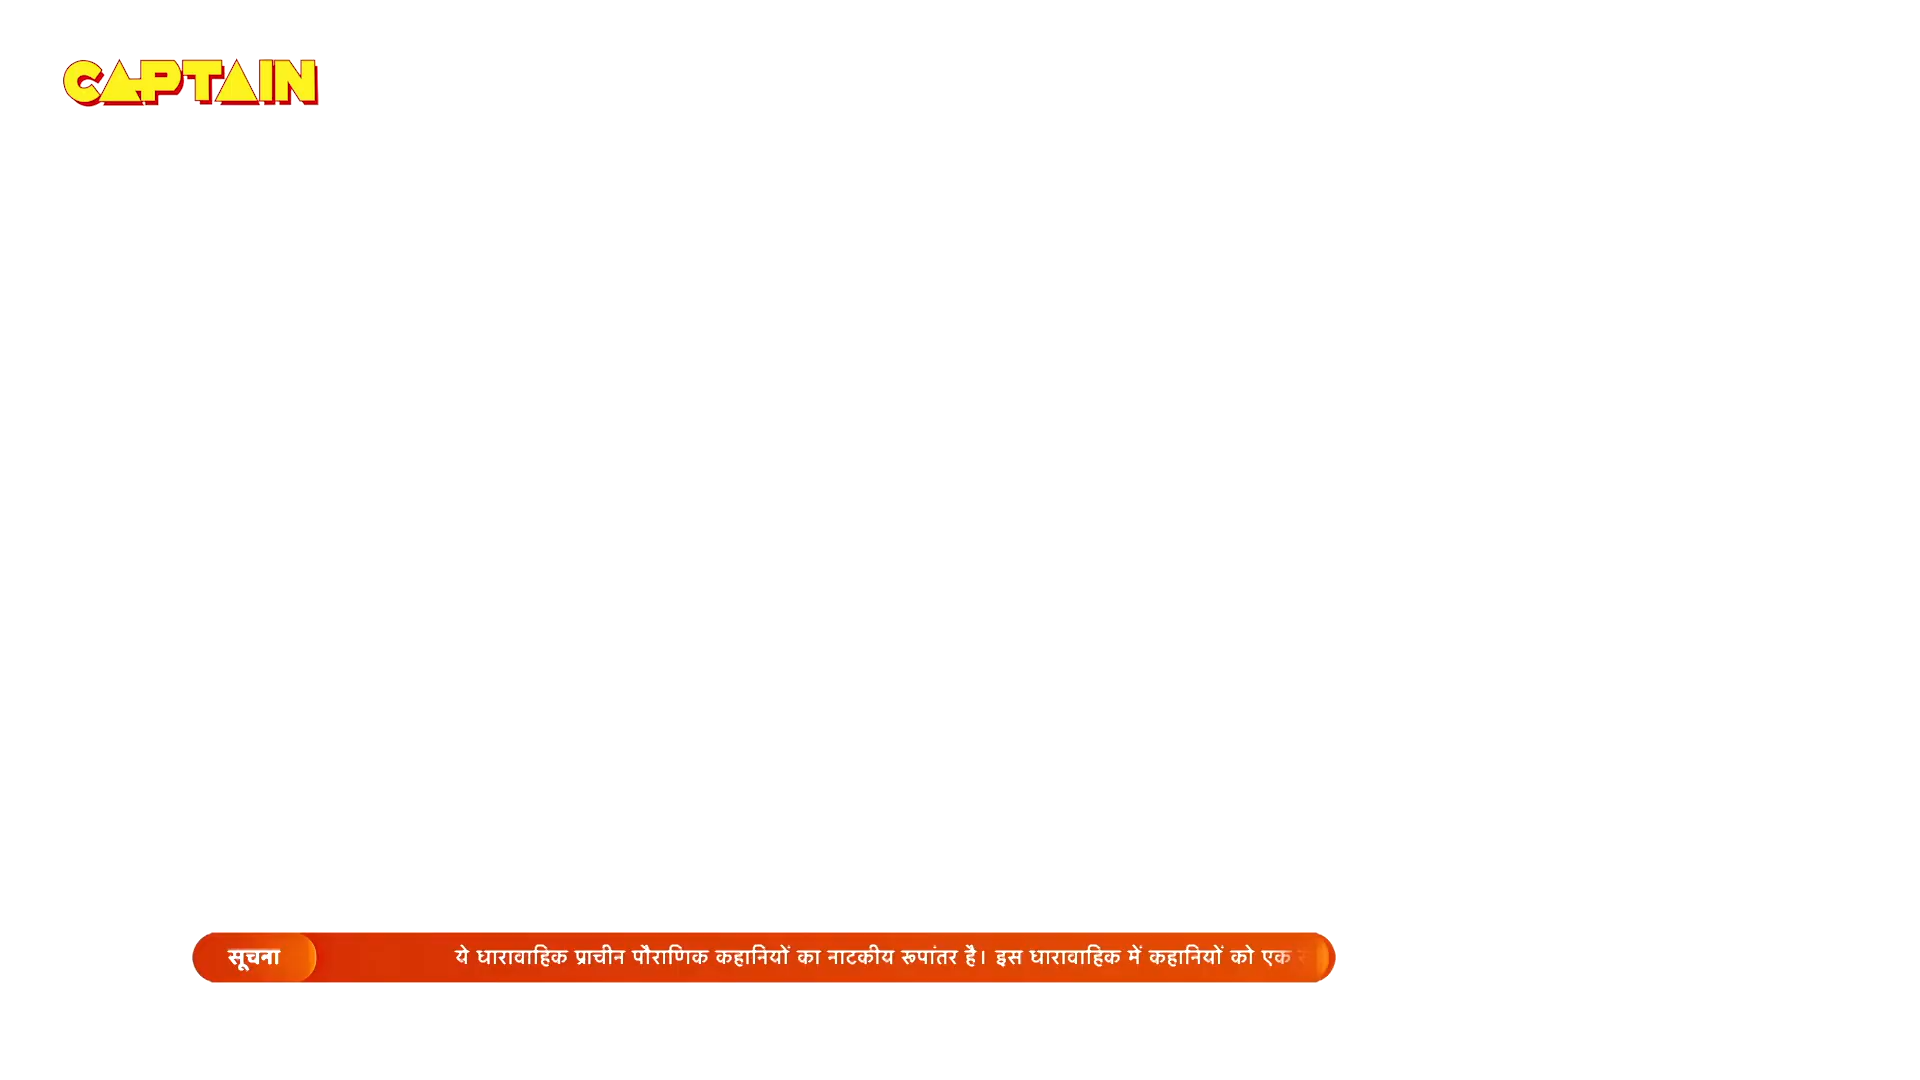 CAPTAIN
सूचना
ये धारावाहिक प्राचीन पौराणिक कहानियों का नाटकीय रूपांतर है। इस धारावाहिक में कहानियों को एक